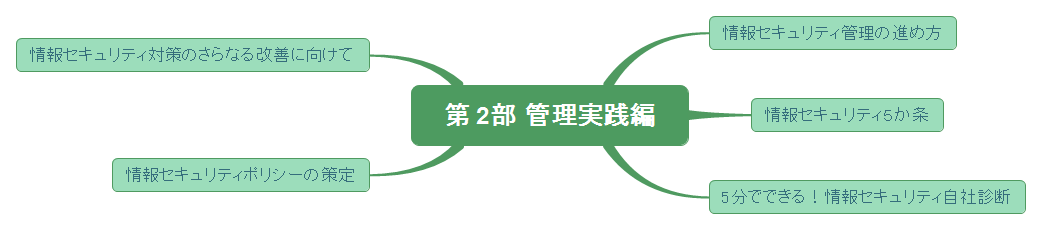 情報セキュリティ管理の進め方
情報セキュリティ対策のさらなる改善に向けて
第2部 管理実践編
情報セキュリティ5か条
情報セキュリティポリシーの策定
5分でできる！情報セキュリティ自社診断